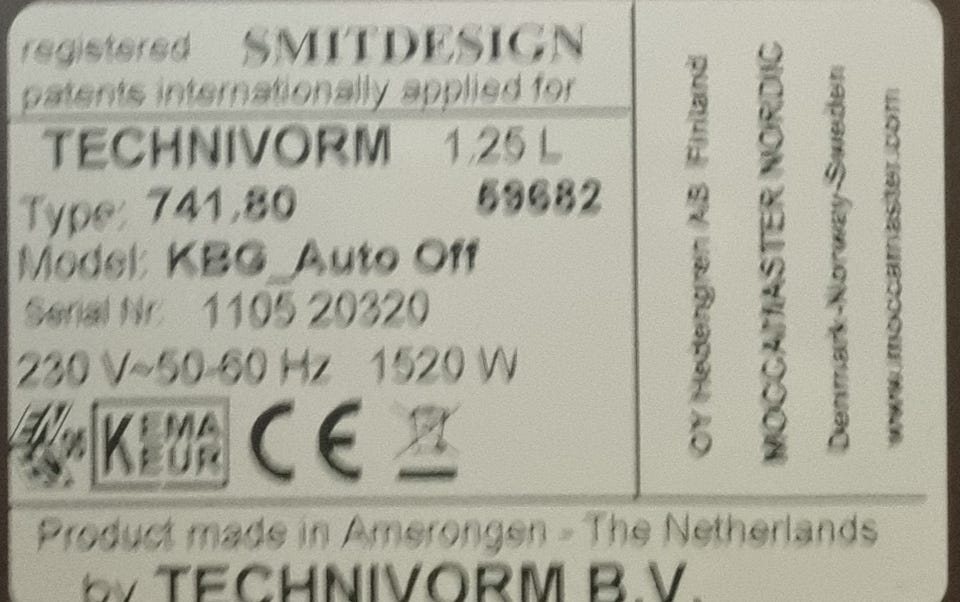 registered SMITDESIGN
patents internationally applied for
TECHNIVORM 1,25 L
Type: 741,80 59682
Model: KBG_Auto Off
Serial Nr. 1105 20320
230 V~50-60 Hz 1520 W
KEMA
KEUR
CE
Product made in Amerongen - The Netherlands
by TECHNIVORM B.V.
OY Hedengren AB Finland
MOCCAMASTER NORDIC
Denmark-Norway-Sweden
www.moccamaster.com